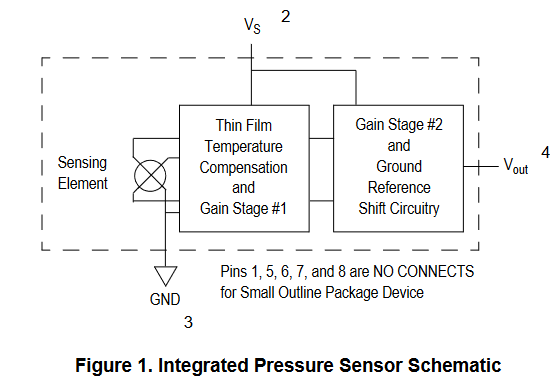 V_S 2
Thin Film
Temperature
Compensation
and
Gain Stage #1
Gain Stage #2
and
Ground
Reference
Shift Circuitry
Sensing
Element
V_out 4
GND
3
Pins 1, 5, 6, 7, and 8 are NO CONNECTS
for Small Outline Package Device
Figure 1. Integrated Pressure Sensor Schematic